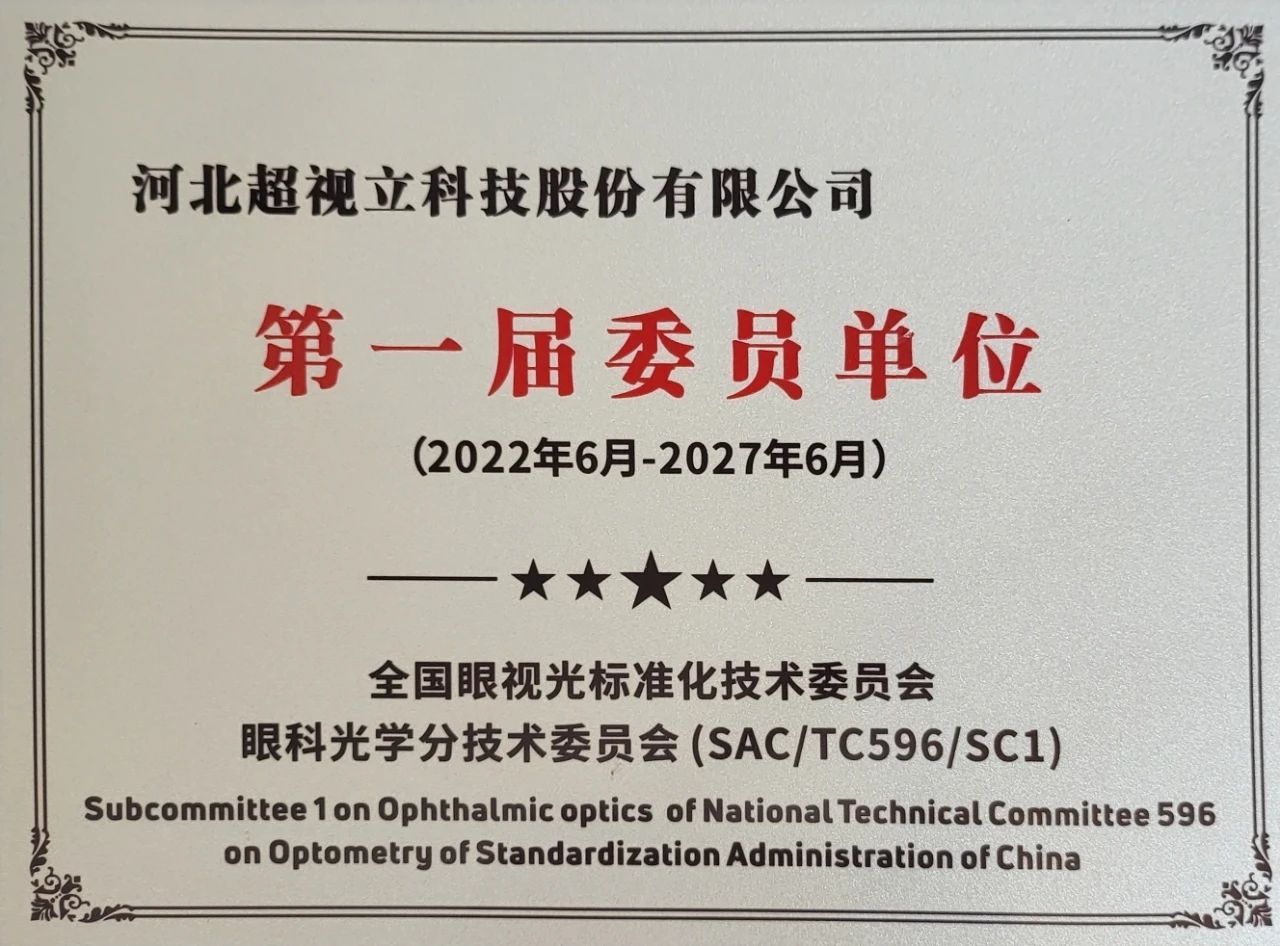 河北超视立科技股份有限公司
第一届委员单位
（2022年6月-2027年6月）
全国眼视光标准化技术委员会
眼科光学分技术委员会 (SAC/TC596/SC1)
Subcommittee 1 on Ophthalmic optics of National Technical Committee 596
on Optometry of Standardization Administration of China